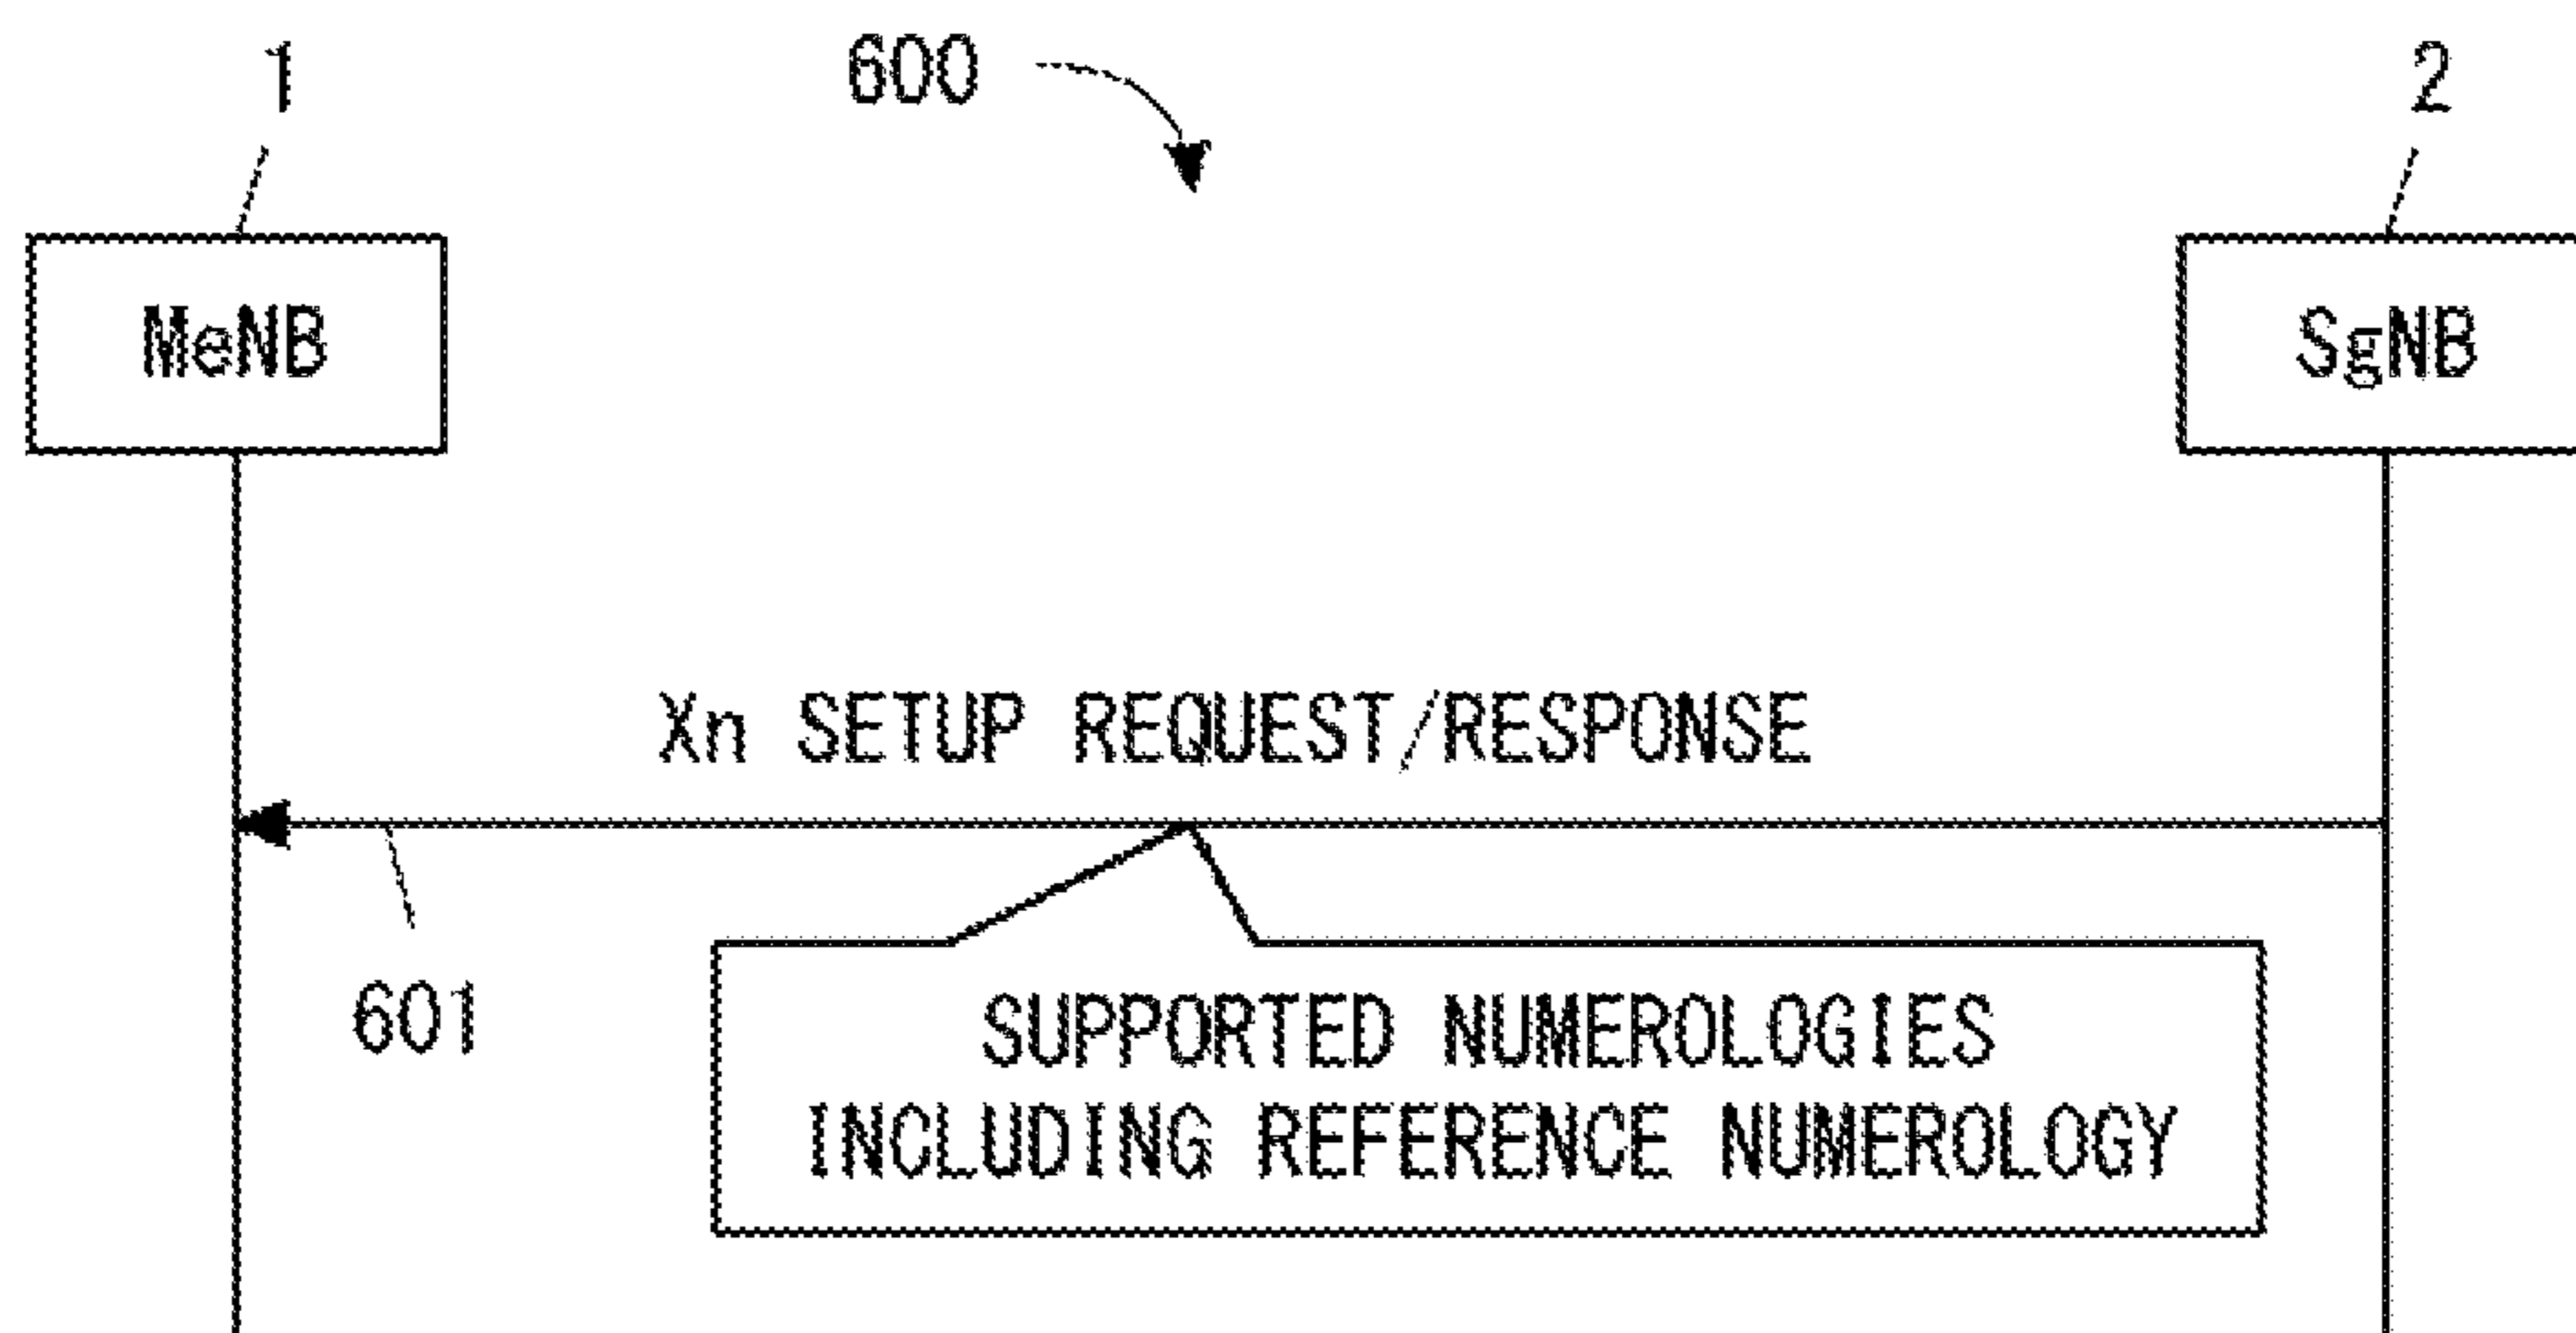 1
600
2
MeNB
SgNB
Xn SETUP REQUEST/RESPONSE
601
SUPPORTED NUMEROLOGIES
INCLUDING REFERENCE NUMEROLOGY